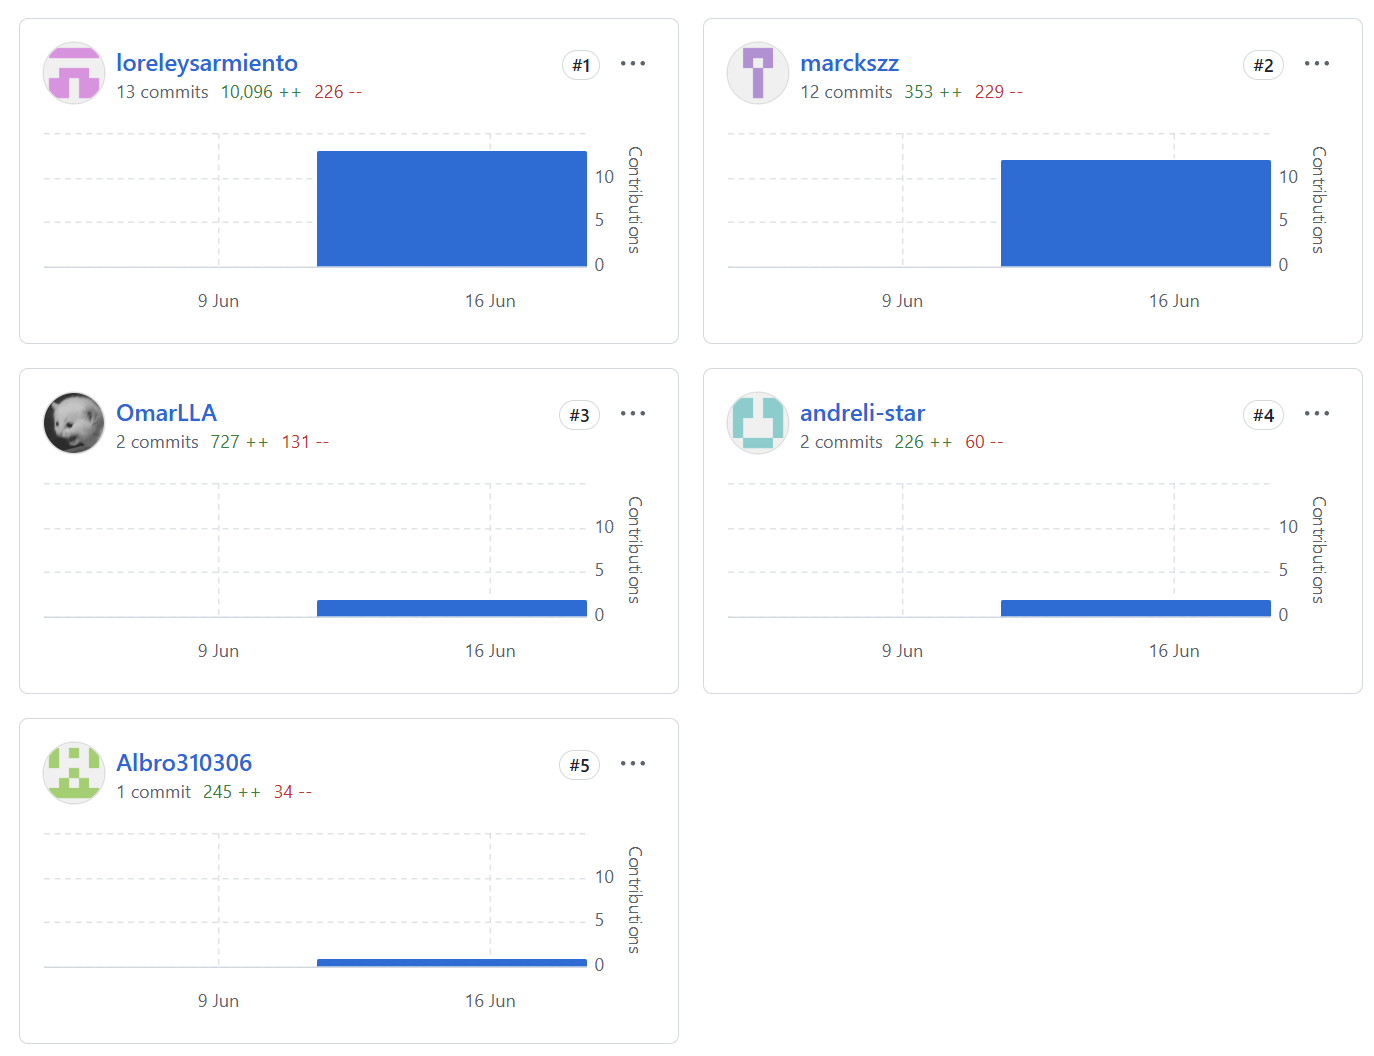 loreleysarmiento
#1
13 commits 10,096 ++ 226 --
Contributions
10
5
0
9 Jun 16 Jun
marckszz
#2
12 commits 353 ++ 229 --
Contributions
10
5
0
9 Jun 16 Jun
OmarLLA
#3
2 commits 727 ++ 131 --
Contributions
10
5
0
9 Jun 16 Jun
andreli-star
#4
2 commits 226 ++ 60 --
Contributions
10
5
0
9 Jun 16 Jun
Albro310306
#5
1 commit 245 ++ 34 --
Contributions
10
5
0
9 Jun 16 Jun